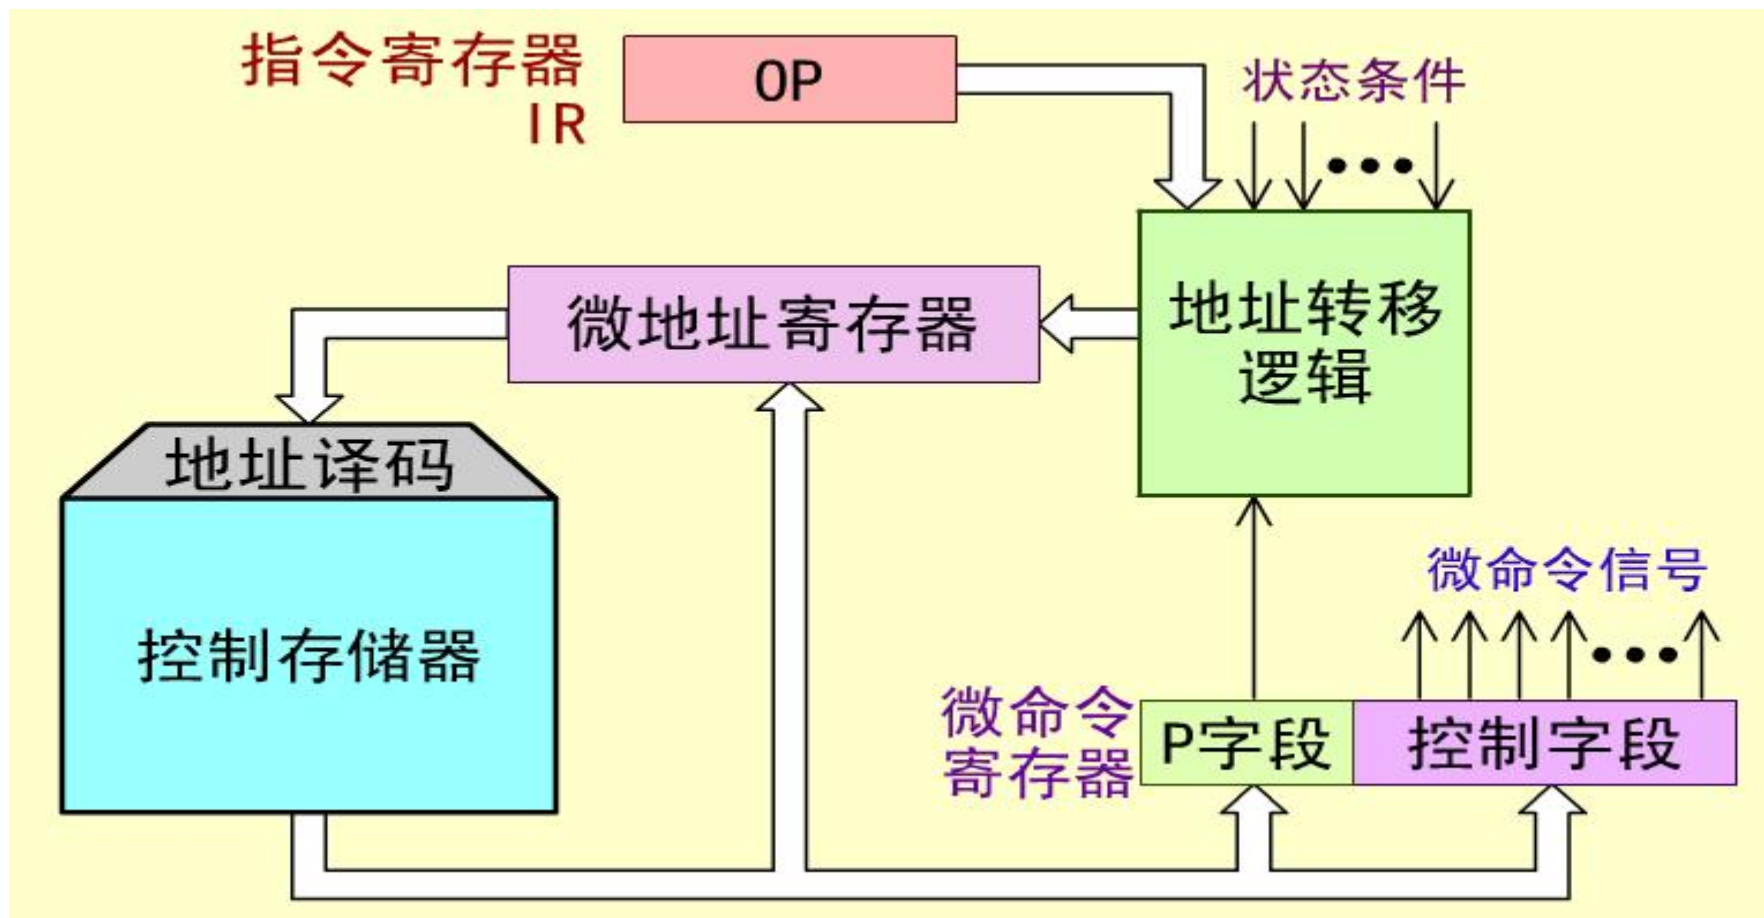 指令寄存器
IR
OP
状态条件
地址转移
逻辑
微地址寄存器
地址译码
控制存储器
微命令信号
微命令
寄存器
P字段
控制字段